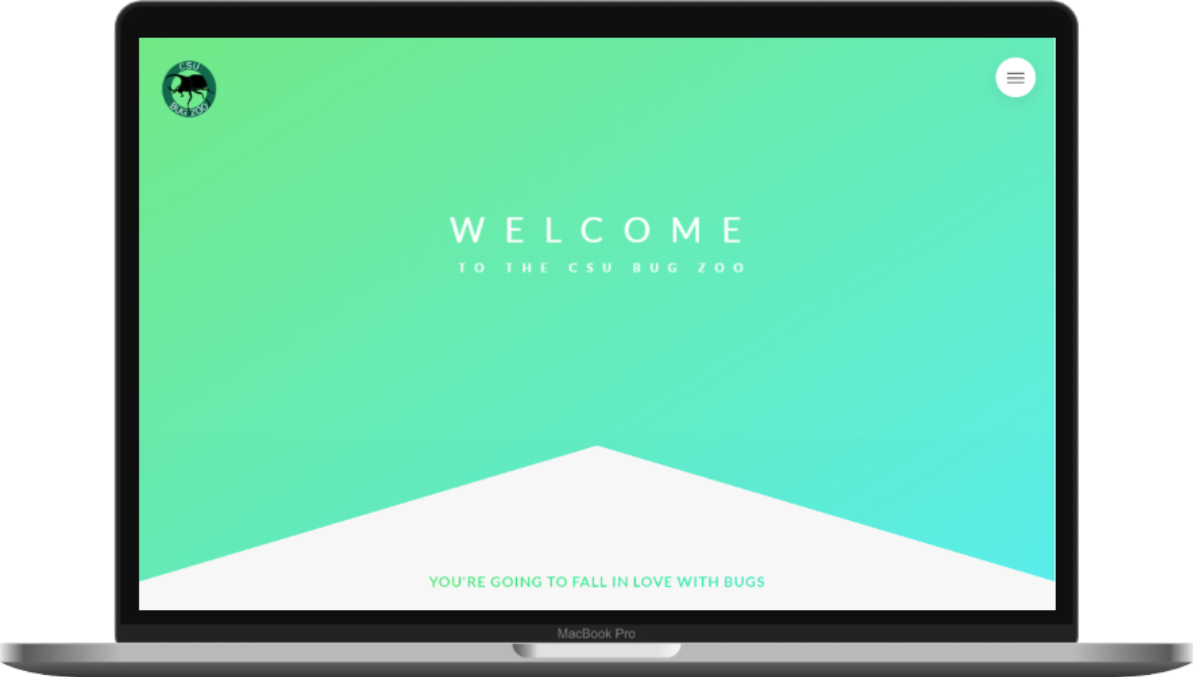 CSU
BUG ZOO
WELCOME
TO THE CSU BUG ZOO
YOU'RE GOING TO FALL IN LOVE WITH BUGS
MacBook Pro